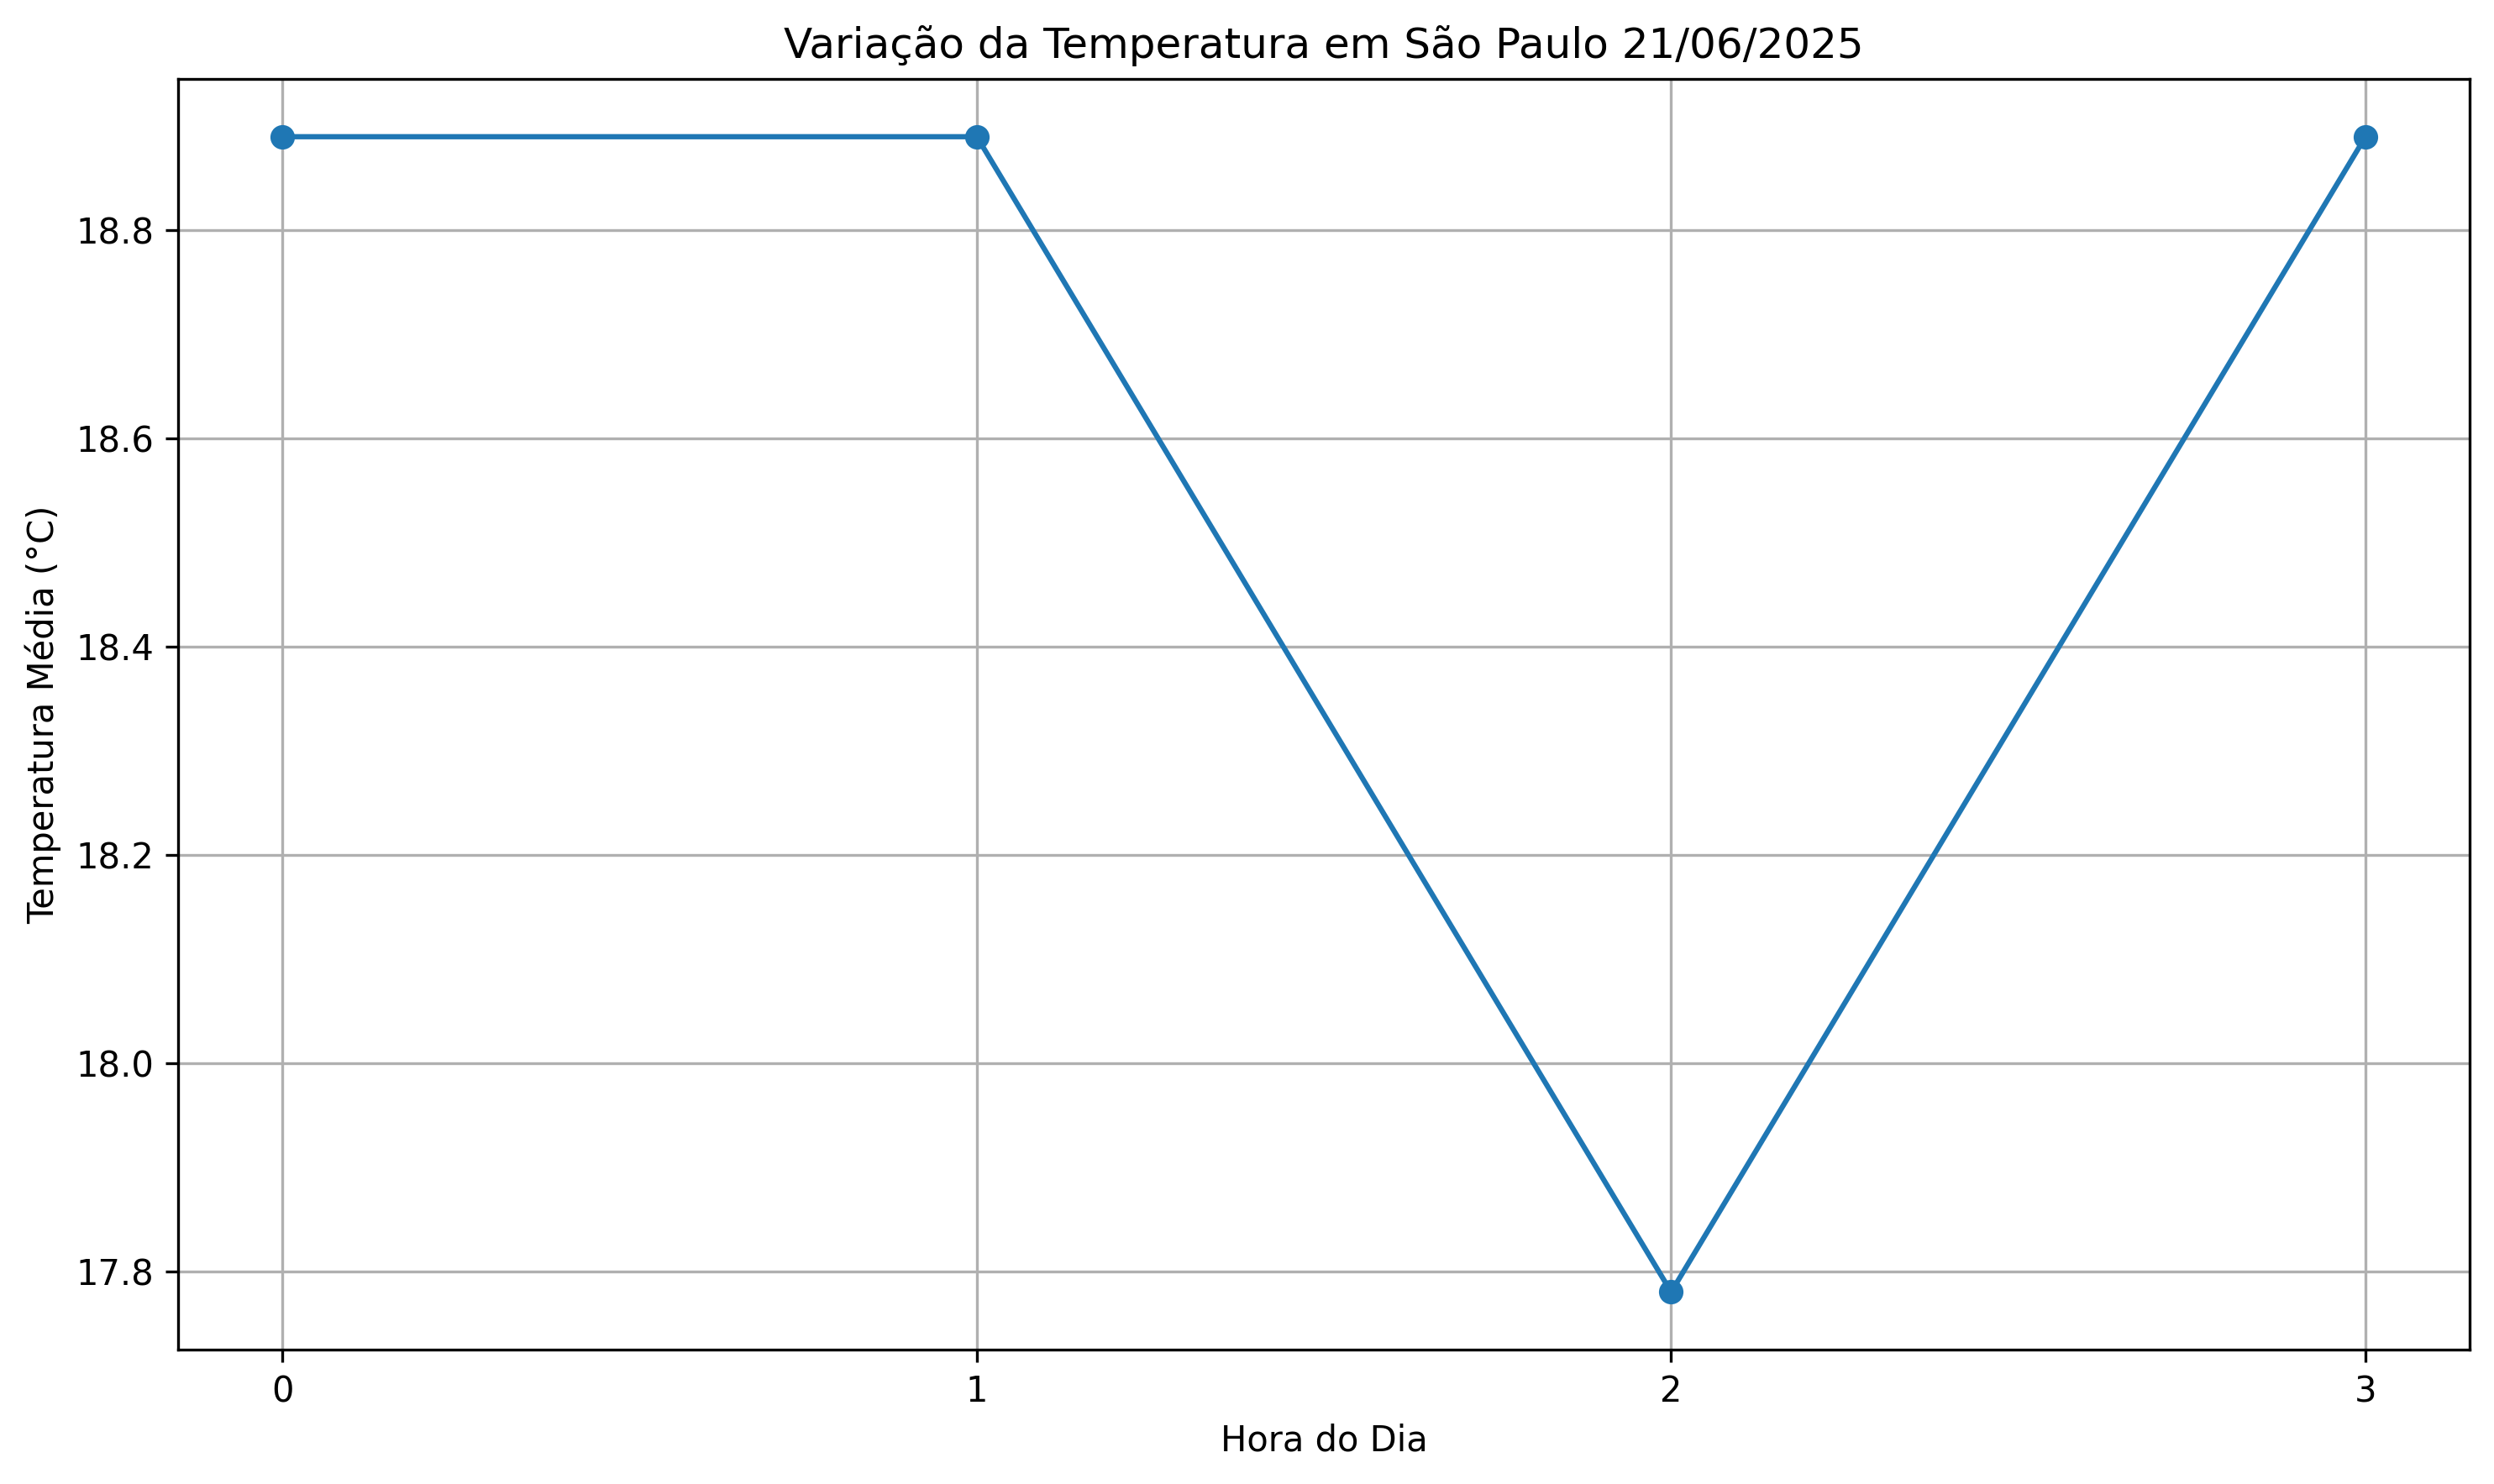 Variação da Temperatura em São Paulo 21/06/2025
18.8
18.6
18.4
18.2
18.0
17.8
Temperatura Média (°C)
0 1 2 3
Hora do Dia